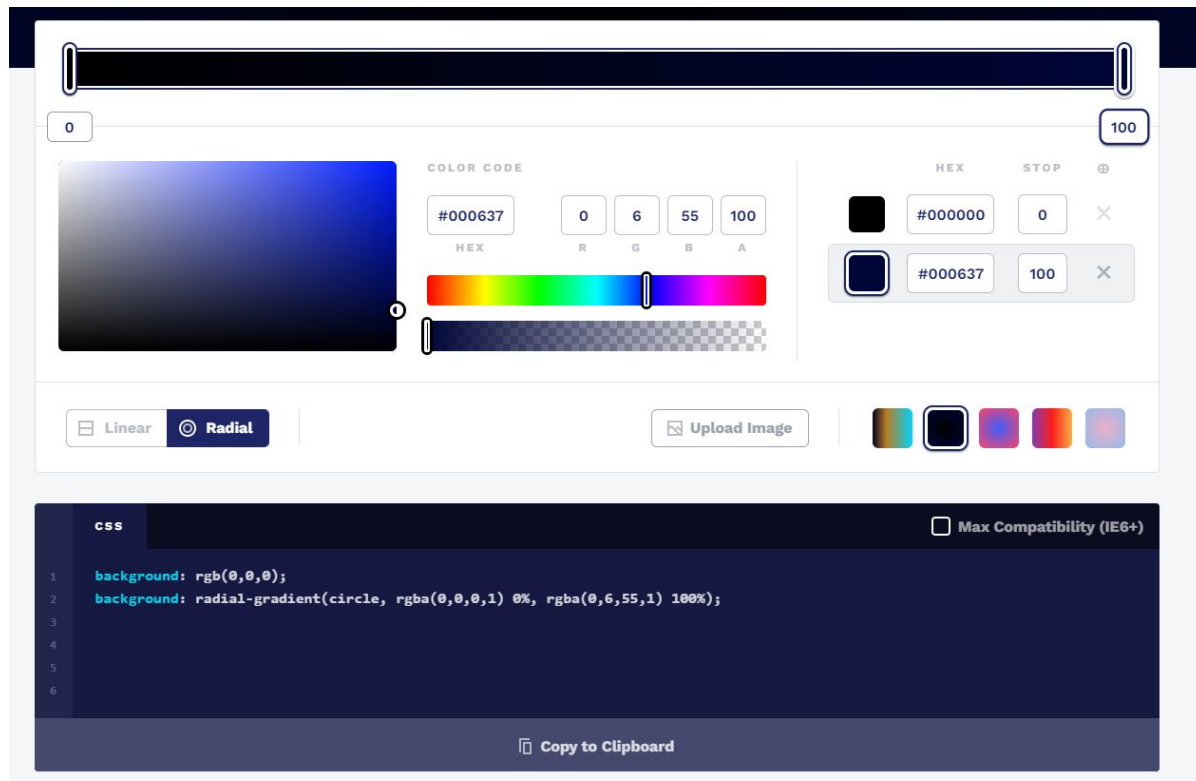 0
100
COLOR CODE
#000637 0 6 55 100
HEX R G B A
HEX STOP
#000000 0
#000637 100
Linear Radial
Upload Image
css
Max Compatibility (IE6+)
1 background: rgb(0,0,0);
2 background: radial-gradient(circle, rgba(0,0,0,1) 0%, rgba(0,6,55,1) 100%);
3
4
5
6
Copy to Clipboard